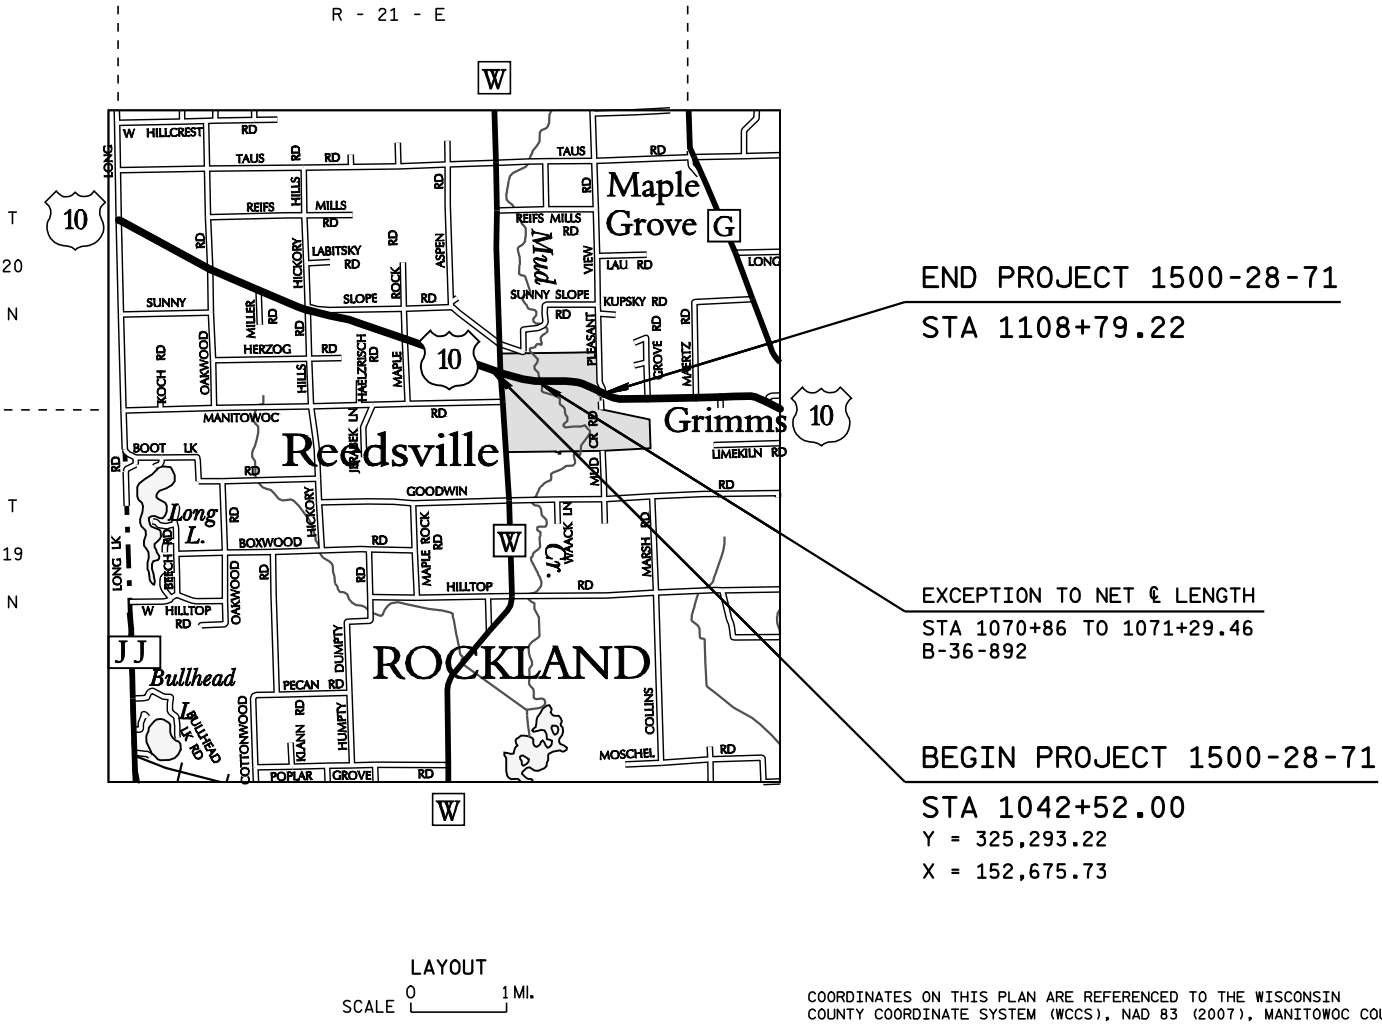 R - 21 - E
W
W HILLCREST RD
LONG
TAUS RD RD
TAUS RD
HILLS
RD
RD
Maple
Grove
G
10
T
20
N
REIFS MILLS
RD
REIFS MILLS
RD
Mud
RD
HICKORY
LABITSKY
RD
RD
ASPEN
VIEW
LAU RD
LONG
SUNNY
MILLER
RD
RD
SLOPE RD
ROCK
SUNNY SLOPE
RD
KUPSKY RD
END PROJECT 1500-28-71
STA 1108+79.22
KOCH RD
OAKWOOD
HERZOG RD
HILLS
HAELZRISCH
RD
MAPLE
10
PLEASANT
GROVE RD
MAERTZ RD
MANITOWOC RD
JERABEK LN
Grimms
10
BOOT LK
RD
RD
Reedsville
MUD CR RD
LIMEKILN RD
GOODWIN RD
HICKORY
Long
L.
RD
T
19
N
LONG LK
BEECH RD
BOXWOOD RD
MAPLE ROCK
RD
W
Cr.
WAACK LN
MARSH RD
OAKWOOD
RD
RD
HILLTOP RD
W HILLTOP
RD
EXCEPTION TO NET ℄ LENGTH
STA 1070+86 TO 1071+29.46
B-36-892
JJ
DUMPTY
ROCKLAND
Bullhead
L.
BULLHEAD
LK RD
PECAN RD
COTTONWOOD
KLANN RD
HUMPTY
COLLINS
MOSCHEL RD
POPLAR GROVE RD
BEGIN PROJECT 1500-28-71
STA 1042+52.00
Y = 325,293.22
X = 152,675.73
W
LAYOUT
SCALE 0 1 MI.
COORDINATES ON THIS PLAN ARE REFERENCED TO THE WISCONSIN
COUNTY COORDINATE SYSTEM (WCCS), NAD 83 (2007), MANITOWOC COU